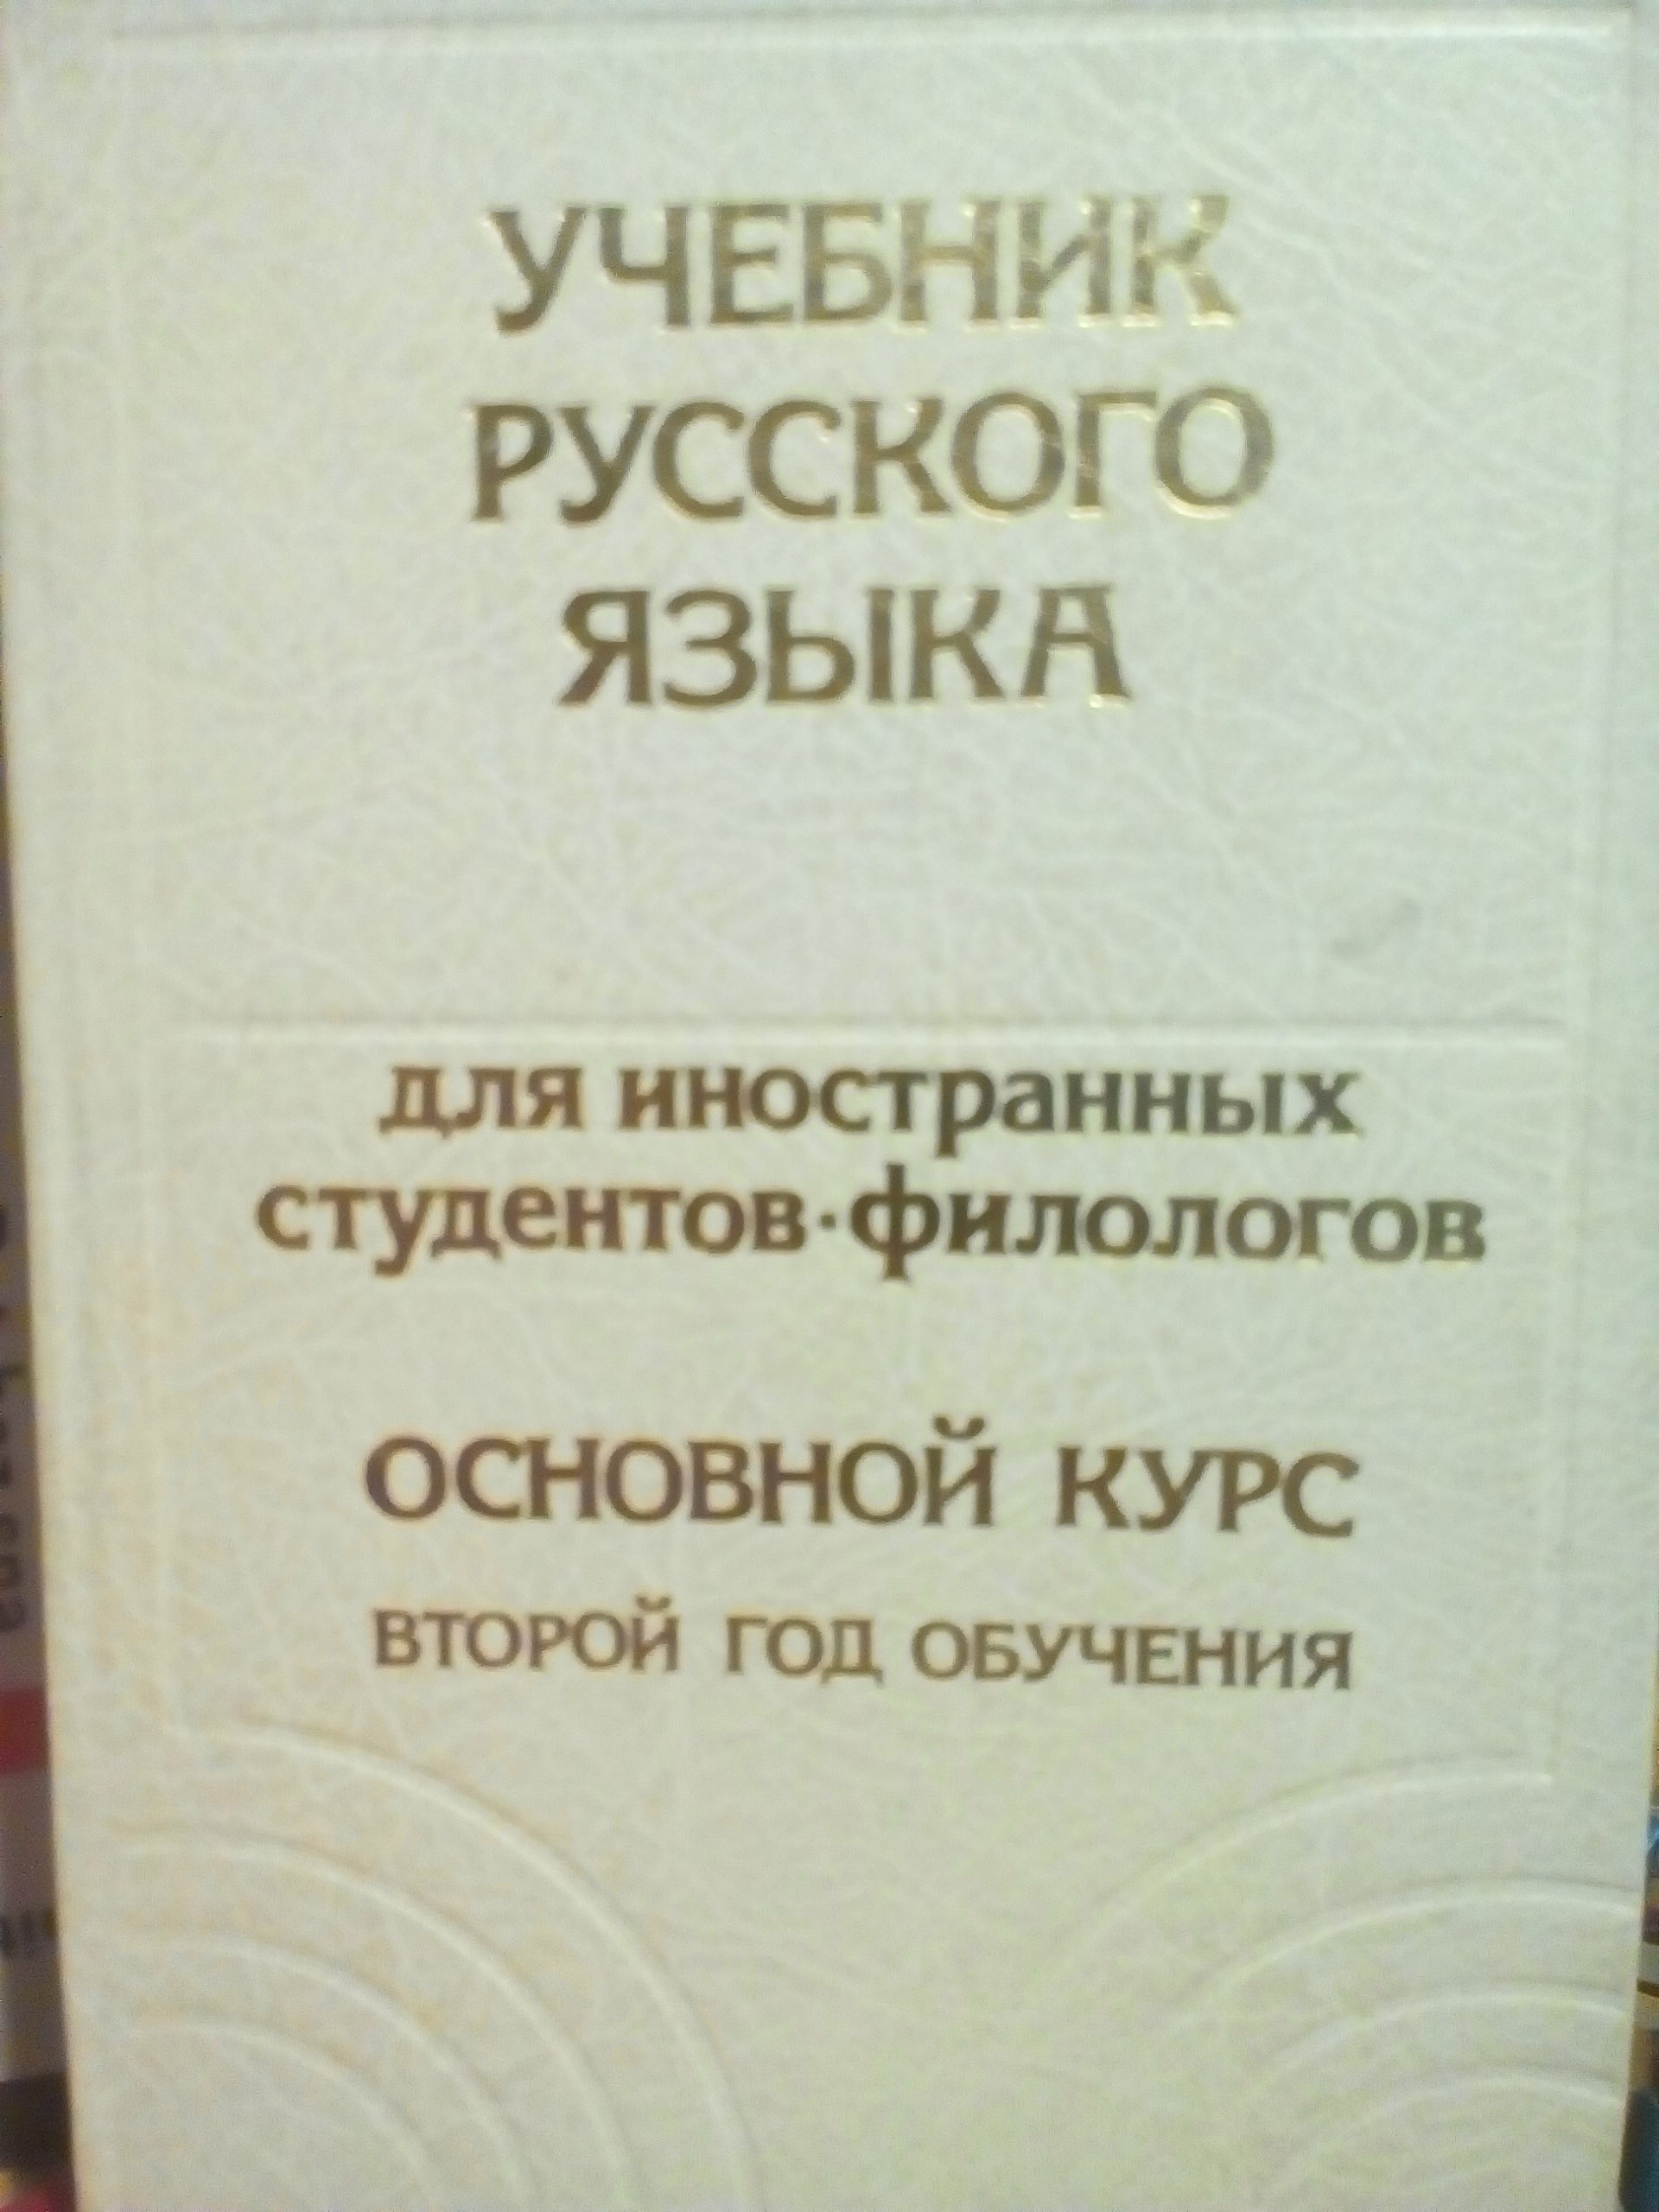 УЧЕБНИК
РУССКОГО
ЯЗЫКА
для иностранных
студентов-филологов
ОСНОВНОЙ КУРС
ВТОРОЙ ГОД ОБУЧЕНИЯ